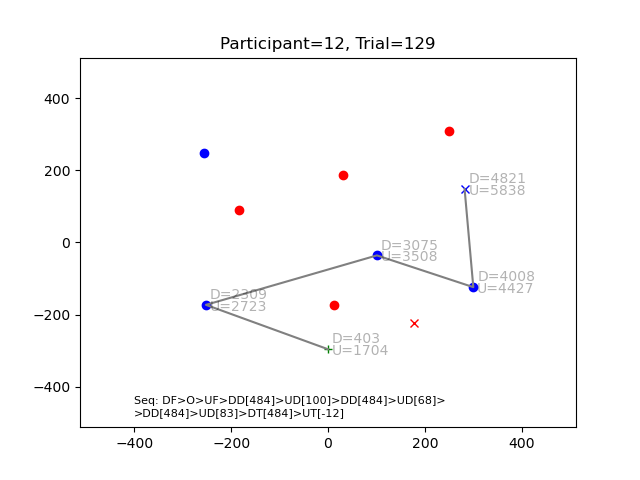 Participant=12, Trial=129
400
200
0
−200
−400
D=4821
U=5838
D=3075
U=3508
D=4008
U=4427
D=2309
U=2723
D=403
U=1704
Seq: DF>O>UF>DD[484]>UD[100]>DD[484]>UD[68]>
>DD[484]>UD[83]>DT[484]>UT[-12]
−400 −200 0 200 400